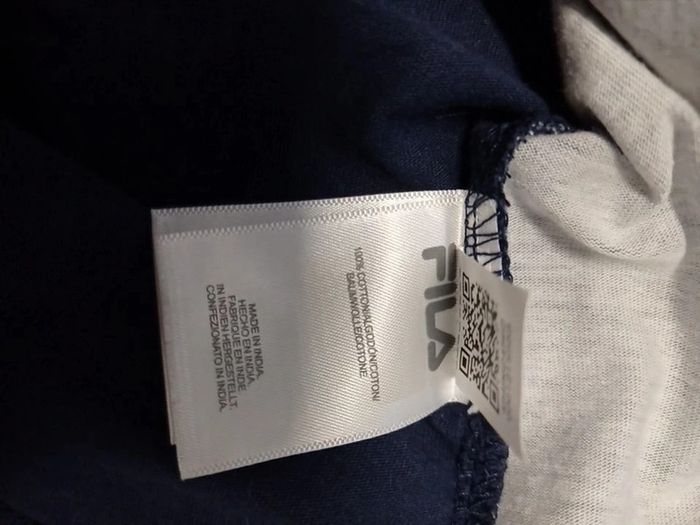 FILA
100% COTTON/ALGODÓN/COTON/
BAUMWOLLE/COTONE
MADE IN INDIA.
HECHO EN INDIA.
FABRIQUE EN INDE.
IN INDIEN HERGESTELLT.
CONFEZIONATO IN INDIA.